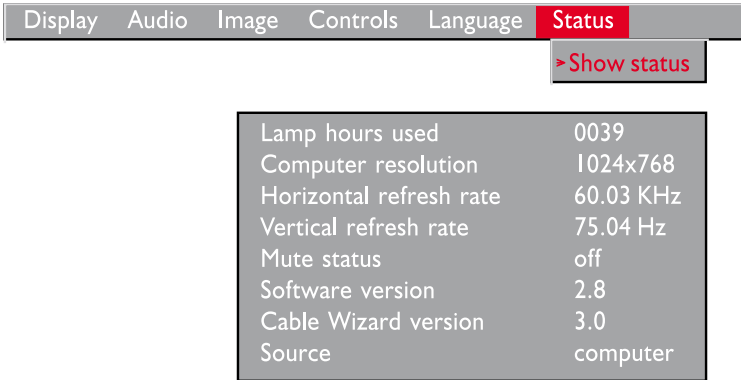 Display Audio Image Controls Language Status
Show status
Lamp hours used 0039
Computer resolution 1024x768
Horizontal refresh rate 60.03 KHz
Vertical refresh rate 75.04 Hz
Mute status off
Software version 2.8
Cable Wizard version 3.0
Source computer